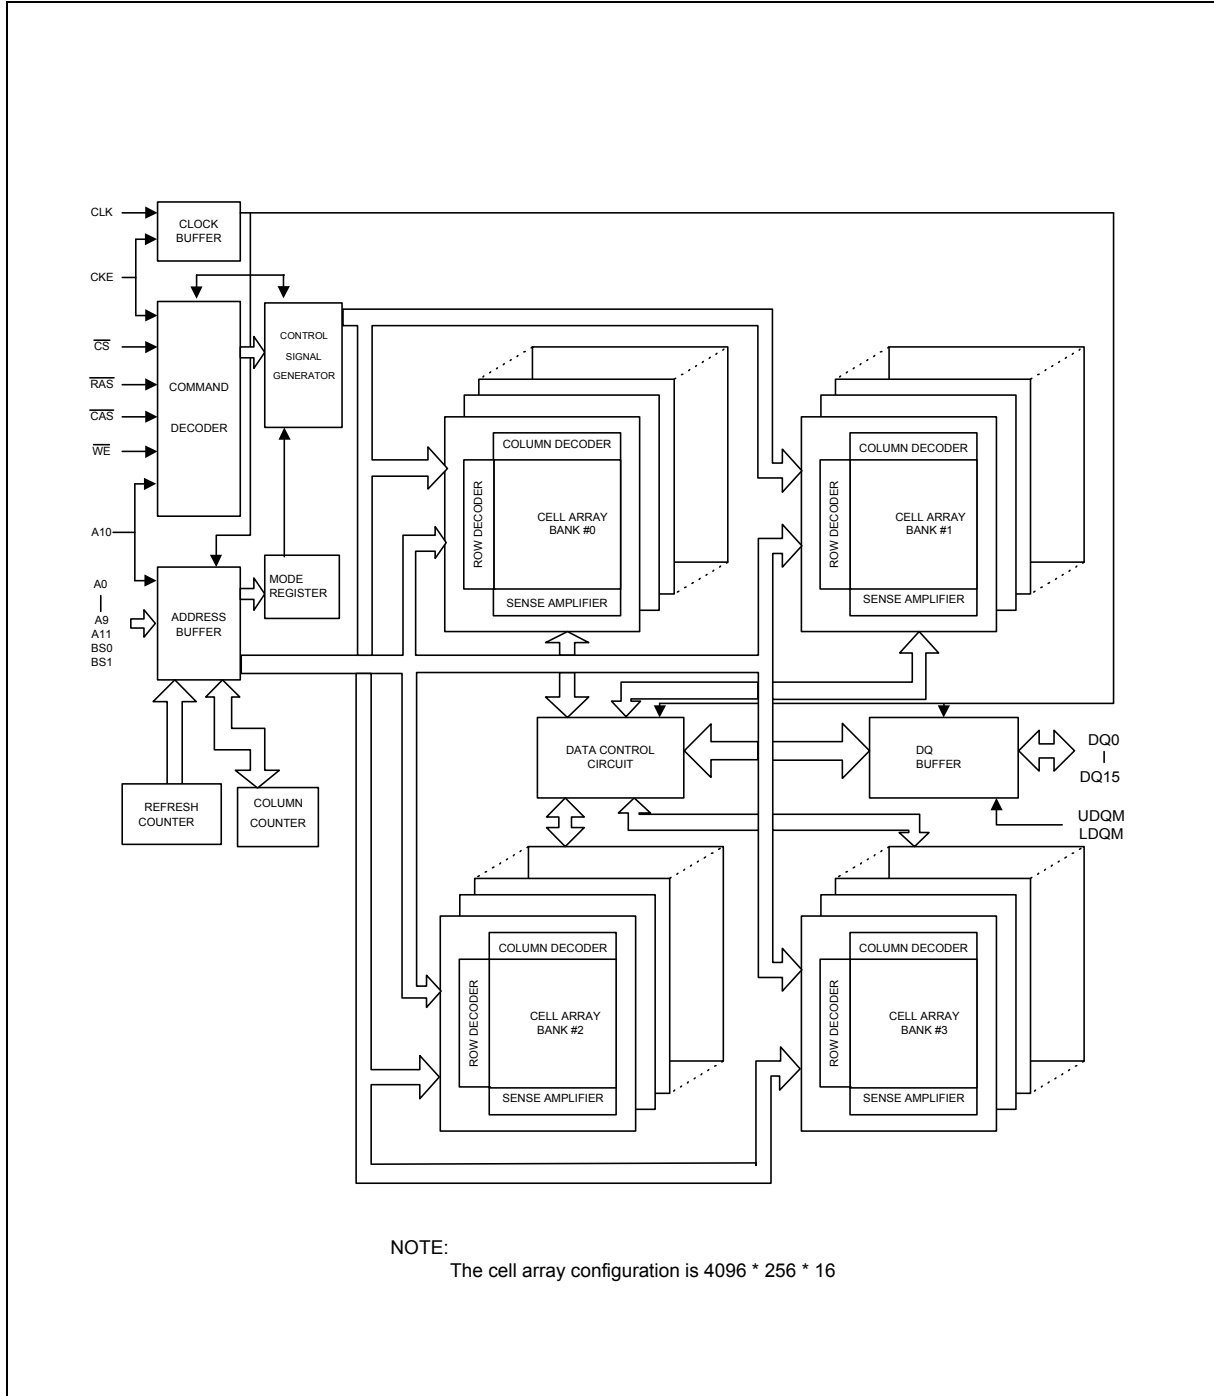 CLK
CLOCK
BUFFER
CKE
CONTROL
SIGNAL
GENERATOR
C̅S̅
R̅A̅S̅
COMMAND
C̅A̅S̅
DECODER
W̅E̅
A10
COLUMN DECODER
ROW DECODER
CELL ARRAY
BANK #0
SENSE AMPLIFIER
COLUMN DECODER
ROW DECODER
CELL ARRAY
BANK #1
SENSE AMPLIFIER
MODE
REGISTER
A0
A9
A11
BS0
BS1
ADDRESS
BUFFER
DATA CONTROL
CIRCUIT
DQ
BUFFER
DQ0
DQ15
UDQM
LDQM
REFRESH
COUNTER
COLUMN
COUNTER
COLUMN DECODER
ROW DECODER
CELL ARRAY
BANK #2
SENSE AMPLIFIER
COLUMN DECODER
ROW DECODER
CELL ARRAY
BANK #3
SENSE AMPLIFIER
NOTE:
The cell array configuration is 4096 * 256 * 16